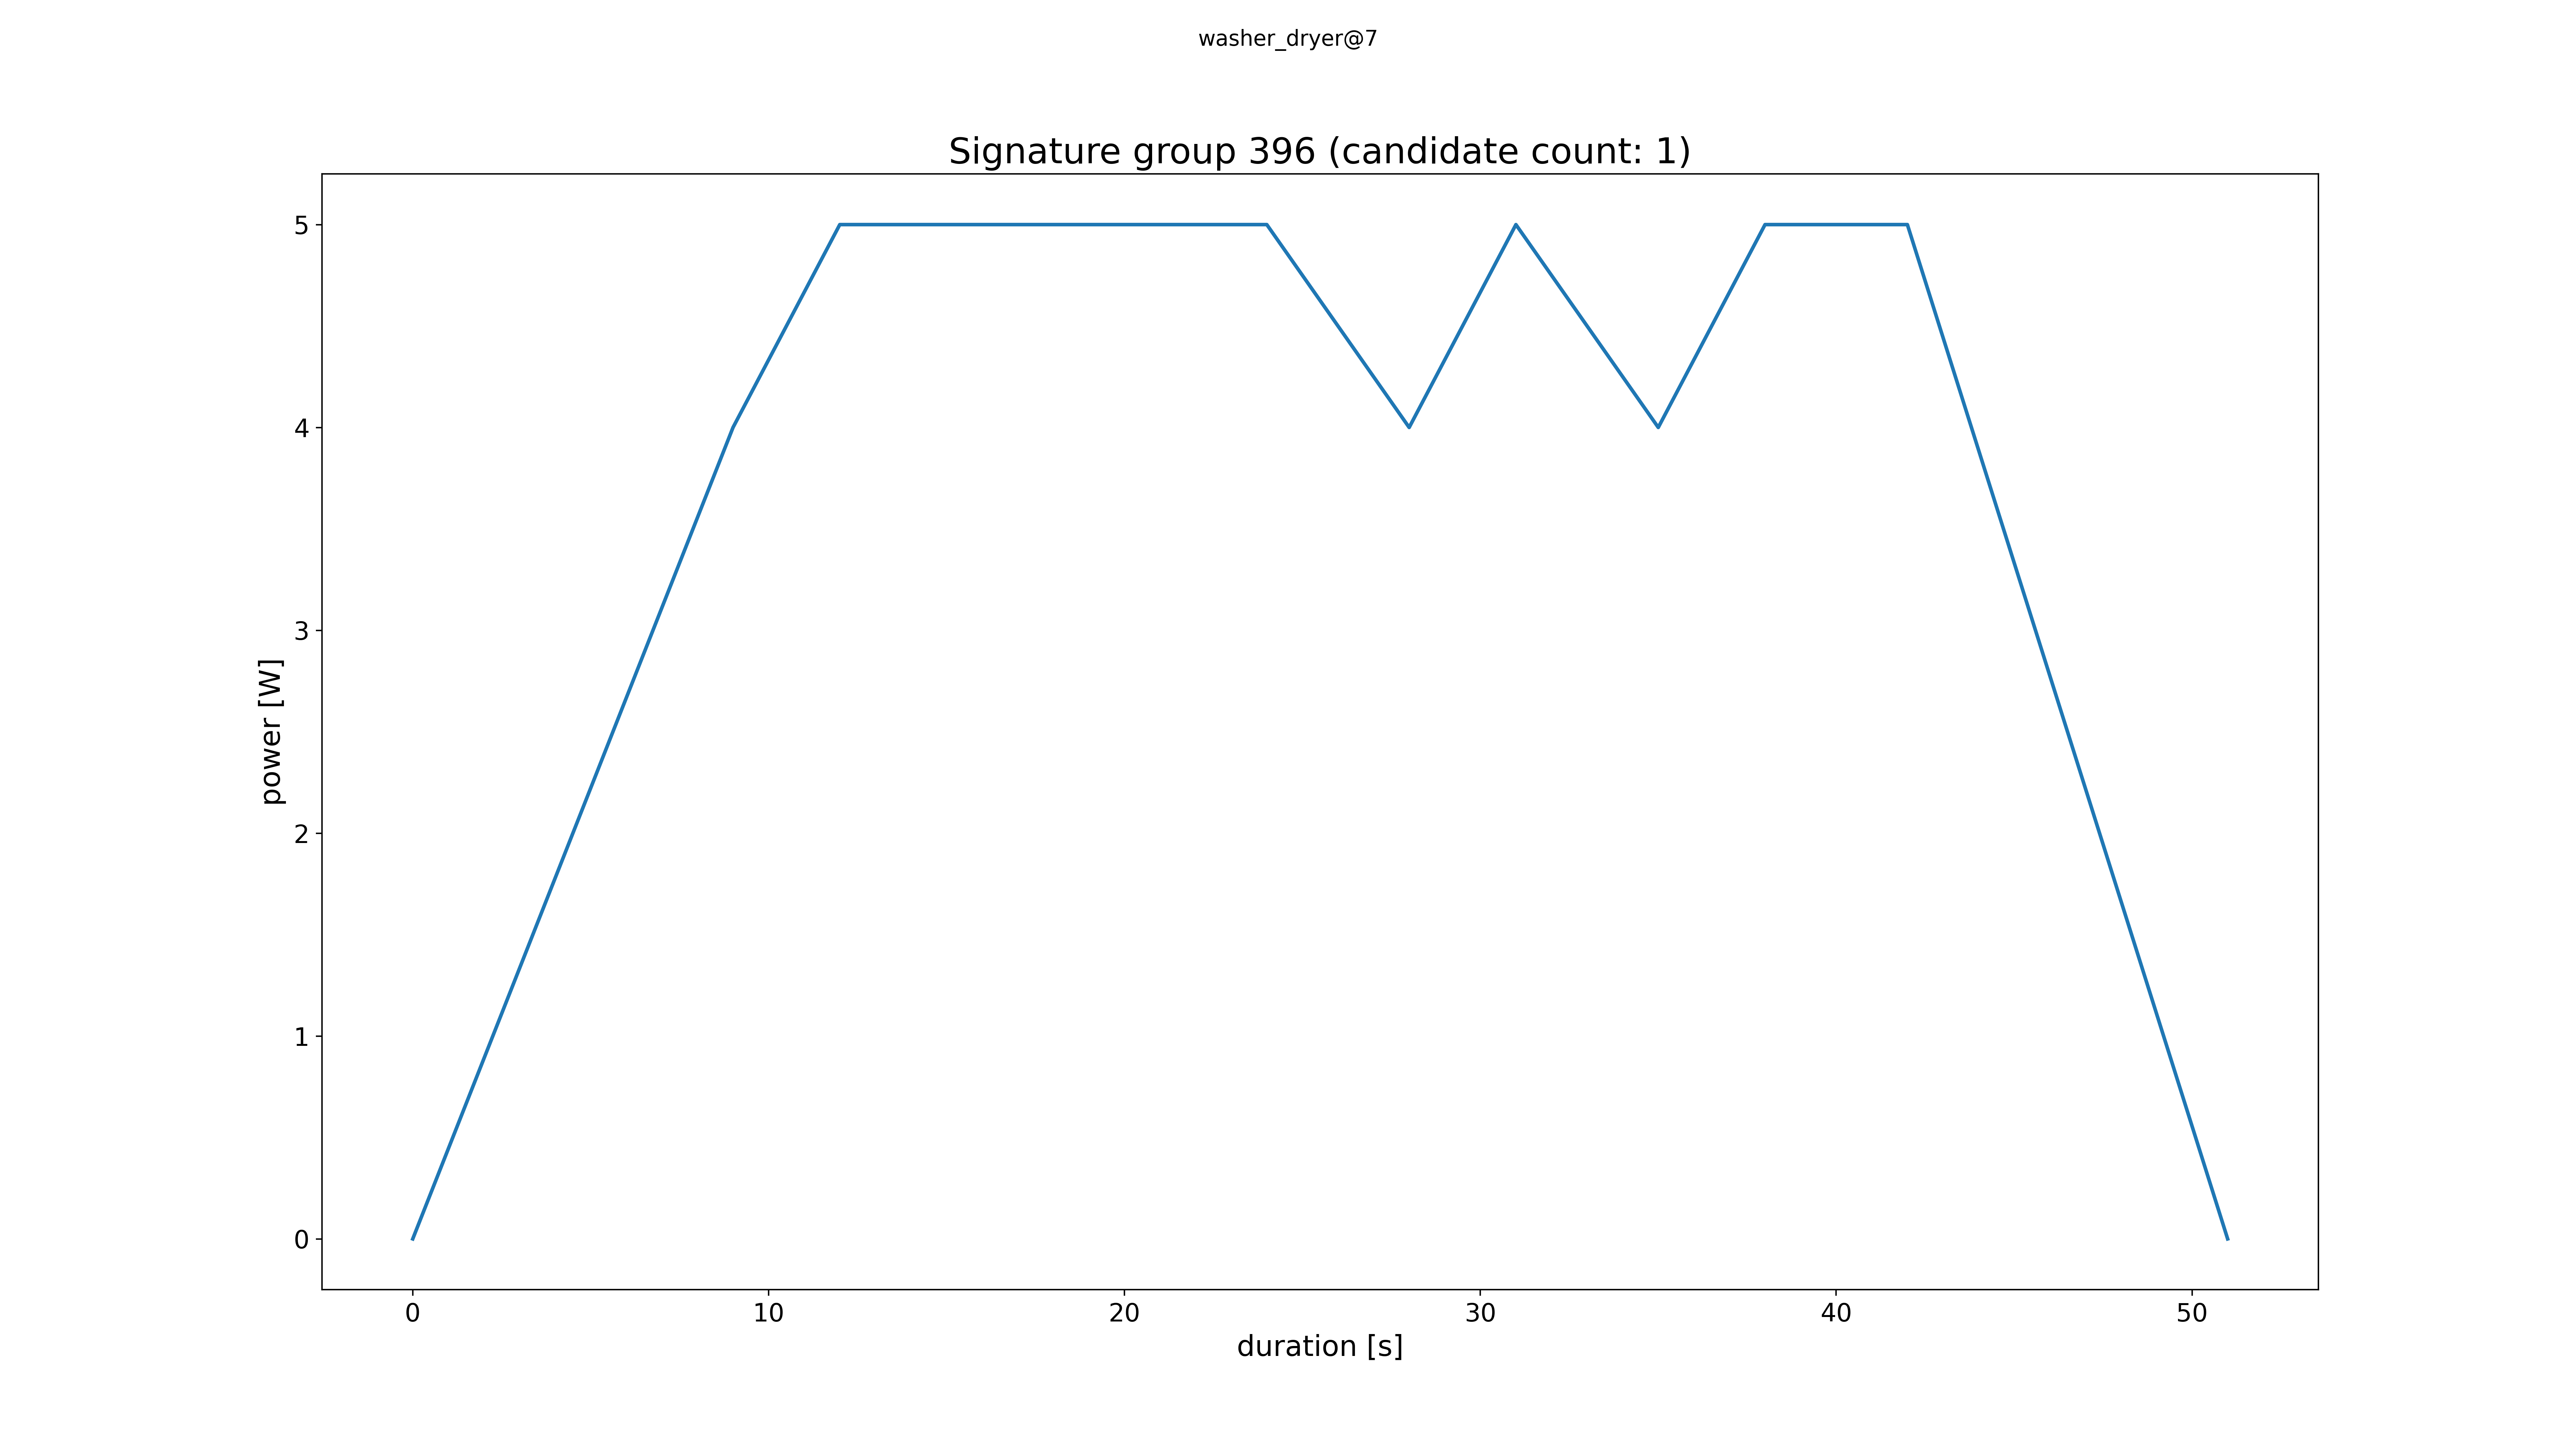 washer_dryer@7
Signature group 396 (candidate count: 1)
5
4
3
2
1
0
power [W]
0 10 20 30 40 50
duration [s]